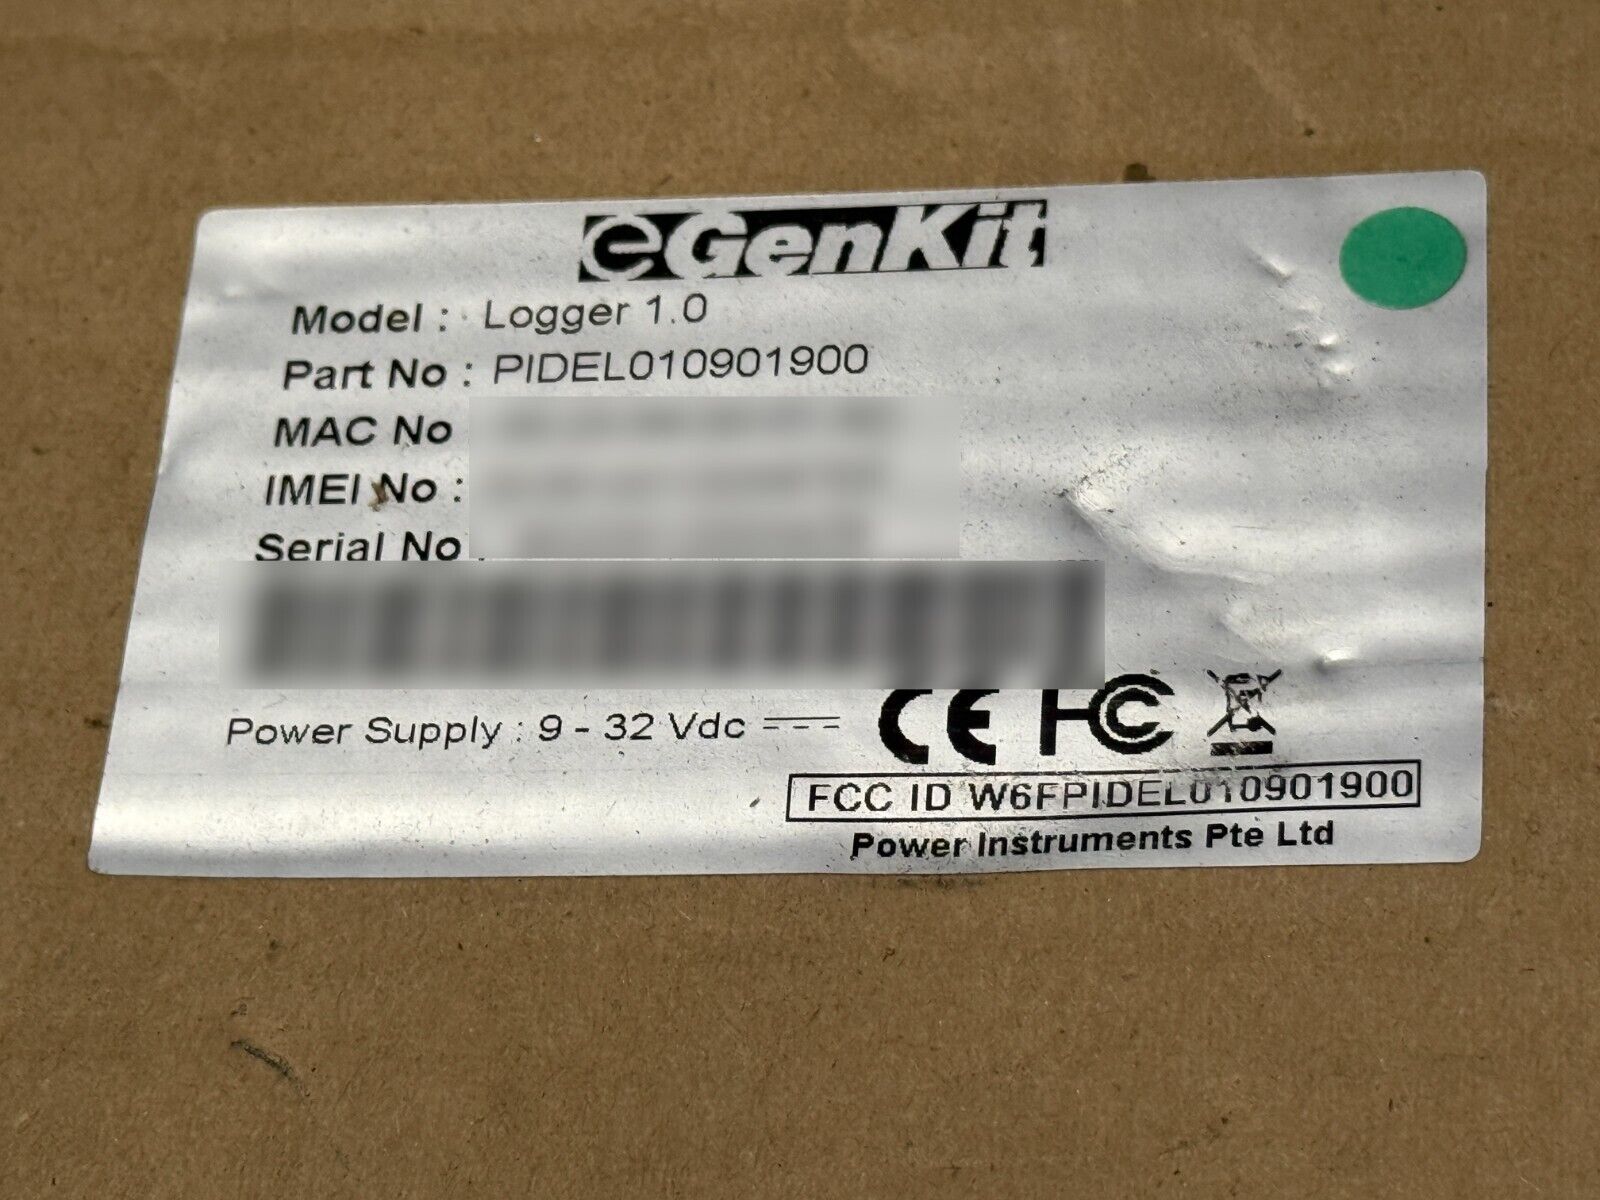 eGenKit
Model : Logger 1.0
Part No : PIDEL010901900
MAC No
IMEI No :
Serial No
Power Supply : 9 - 32 Vdc
CE FC
FCC ID W6FPIDEL010901900
Power Instruments Pte Ltd